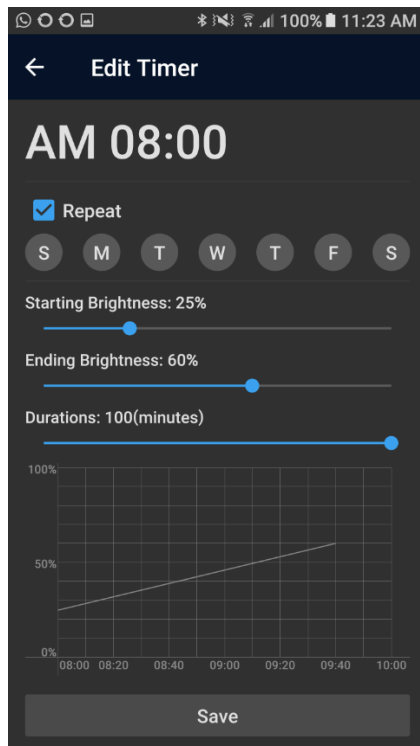 100% 11:23 AM
Edit Timer
AM 08:00
Repeat
S M T W T F S
Starting Brightness: 25%
Ending Brightness: 60%
Durations: 100(minutes)
100%
50%
0%
08:00 08:20 08:40 09:00 09:20 09:40 10:00
Save